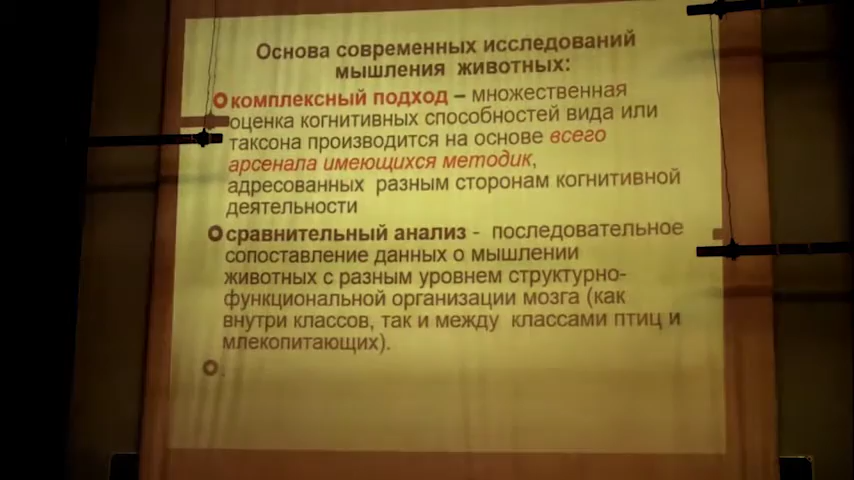 Основа современных исследований
мышления животных:
комплексный подход – множественная
оценка когнитивных способностей вида или
таксона производится на основе всего
арсенала имеющихся методик,
адресованных разным сторонам когнитивной
деятельности
сравнительный анализ - последовательное
сопоставление данных о мышлении
животных с разным уровнем структурно-
функциональной организации мозга (как
внутри классов, так и между классами птиц и
млекопитающих).
.